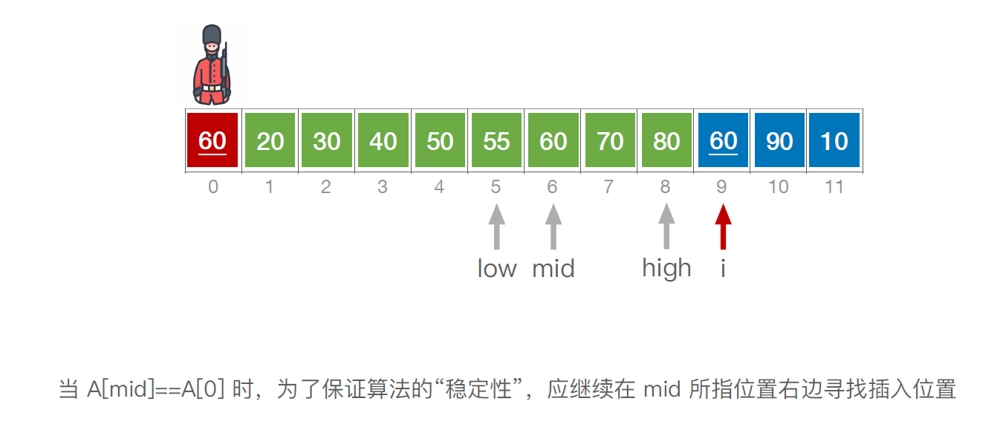 60 20 30 40 50 55 60 70 80 60 90 10
0 1 2 3 4 5 6 7 8 9 10 11
low mid high i
当 A[mid]==A[0] 时，为了保证算法的“稳定性”，应继续在 mid 所指位置右边寻找插入位置